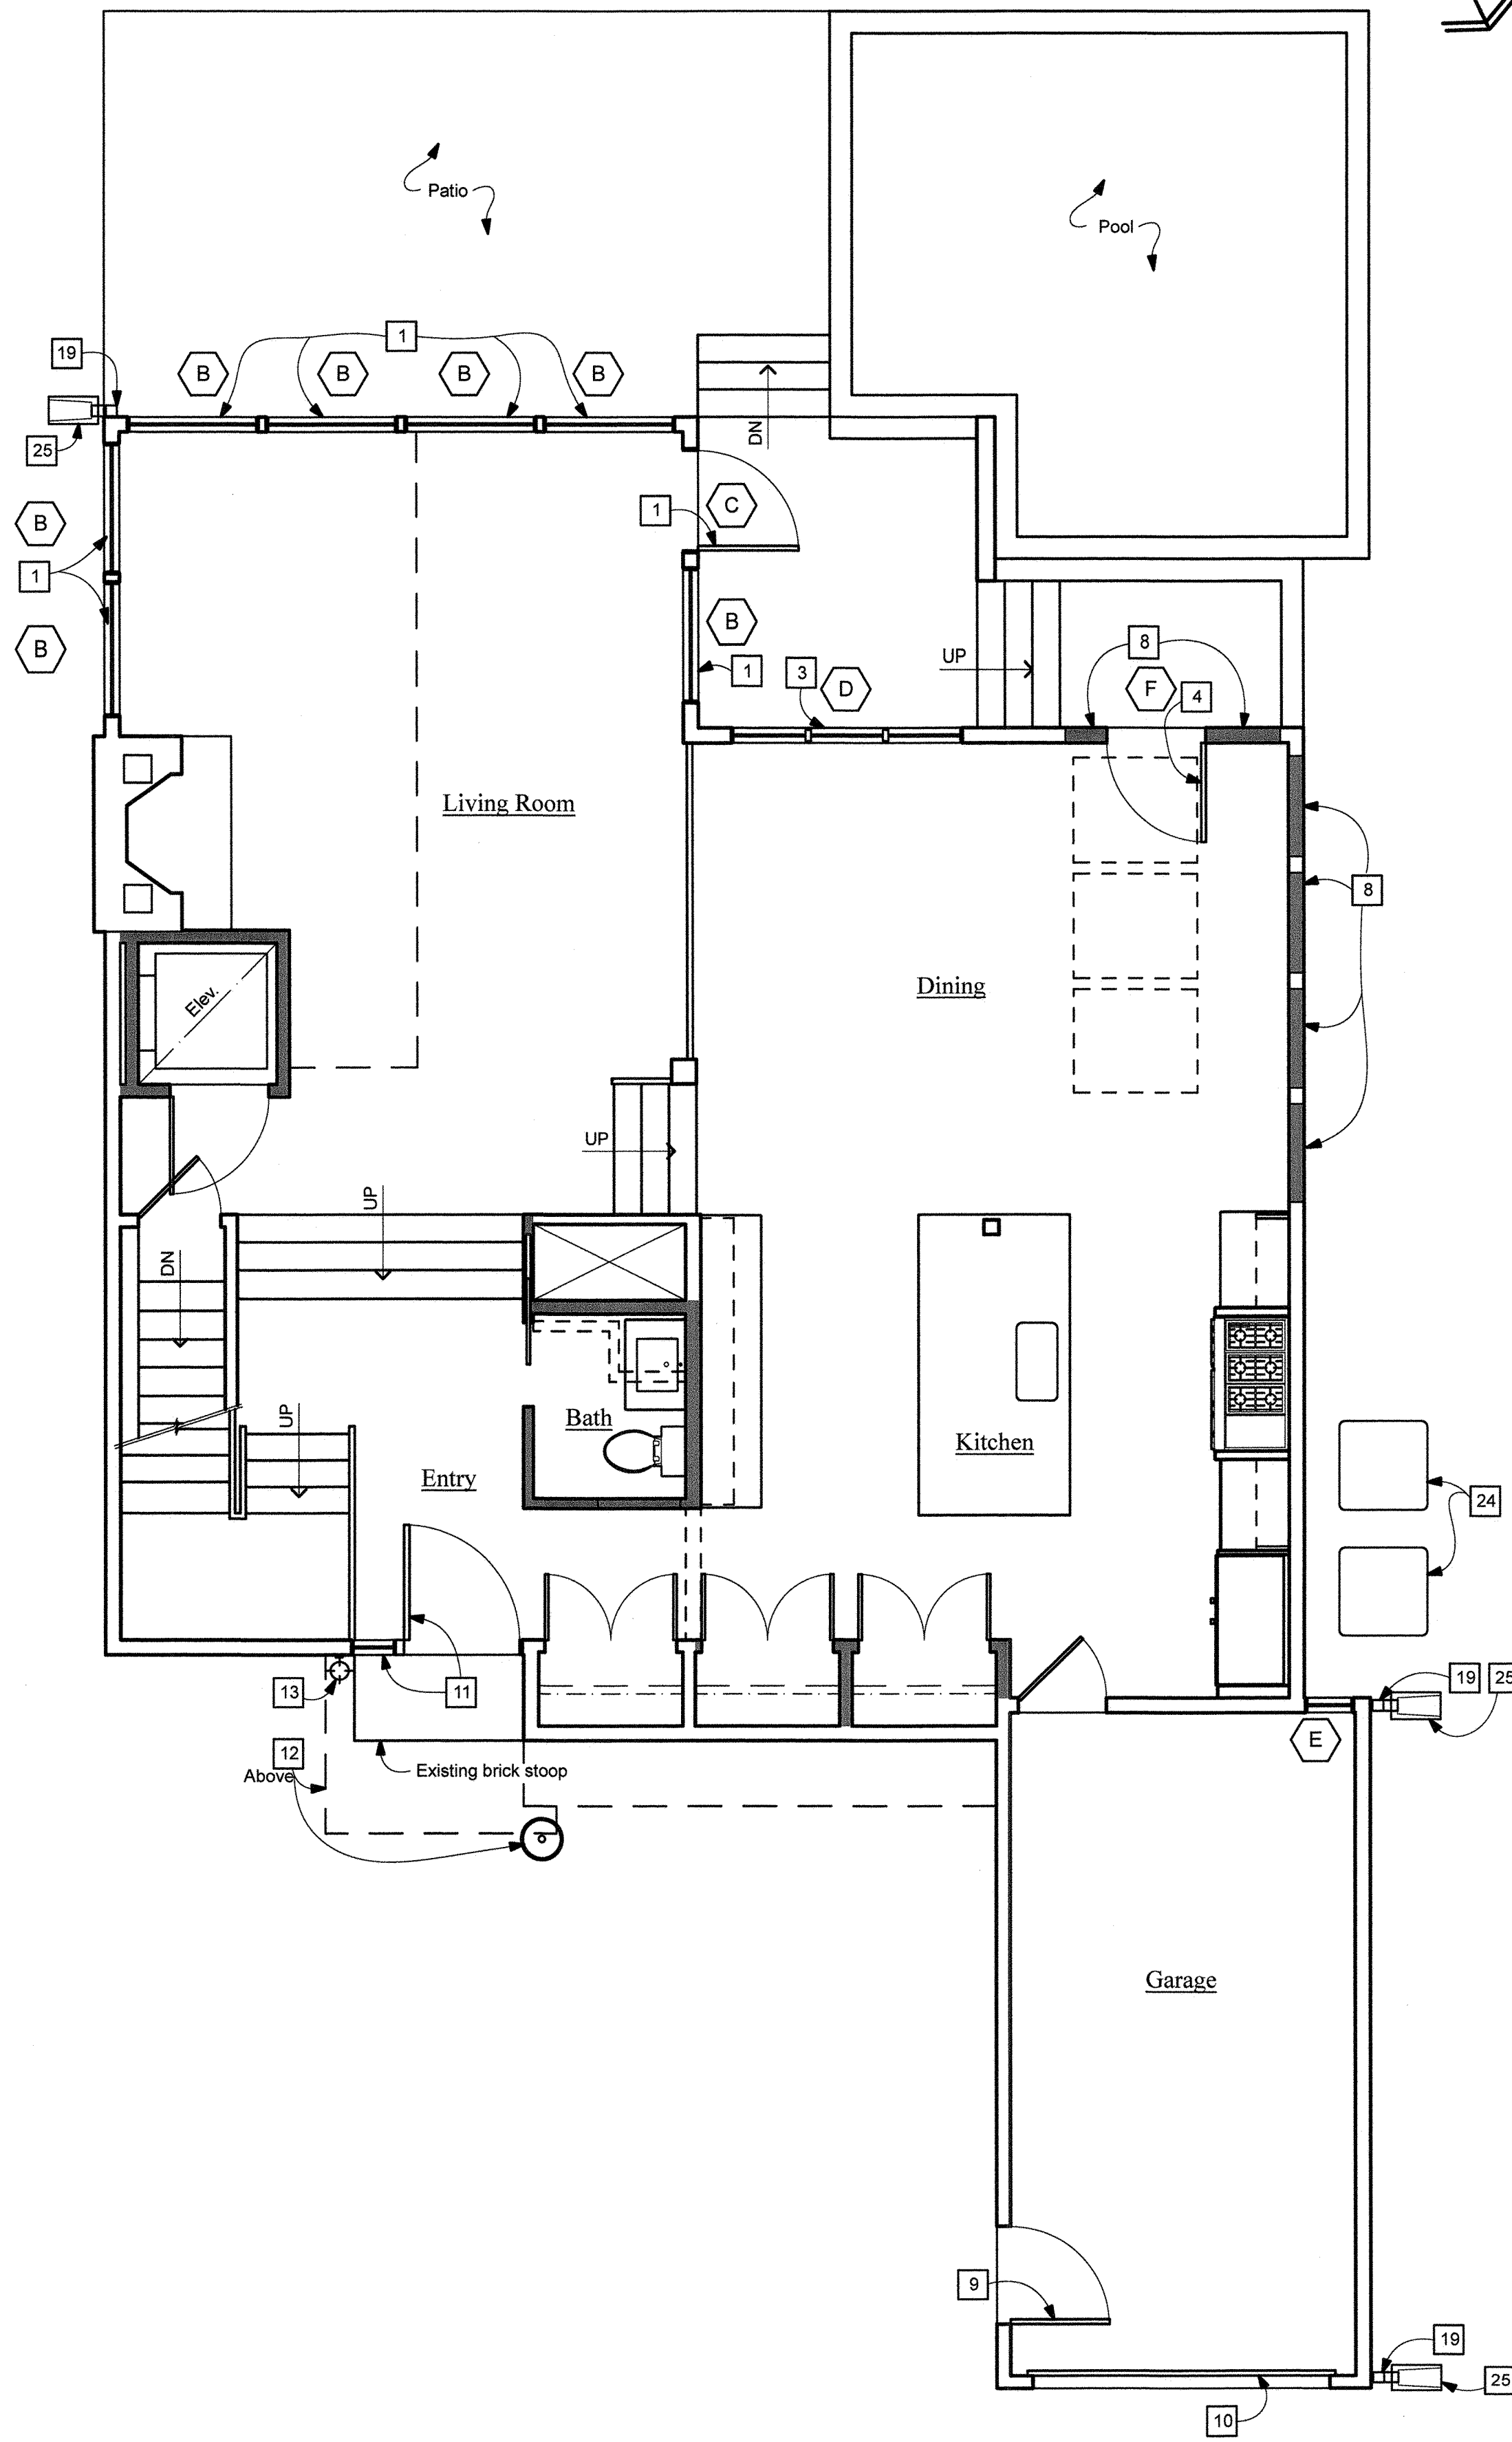 Patio
Pool
1
19
B
B
B
B
25
DN
B
1
C
1
B
B
1
3
D
UP
8
F
4
Living Room
8
Elev.
Dining
UP
UP
DN
UP
Bath
Kitchen
Entry
24
13
11
19
25
E
12
Above
Existing brick stoop
Garage
9
19
25
10